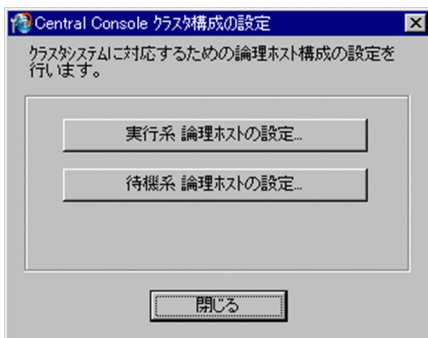 Central Console クラスタ構成の設定
クラスタシステムに対応するための論理ホスト構成の設定を
行います。
実行系 論理ホストの設定...
待機系 論理ホストの設定...
閉じる